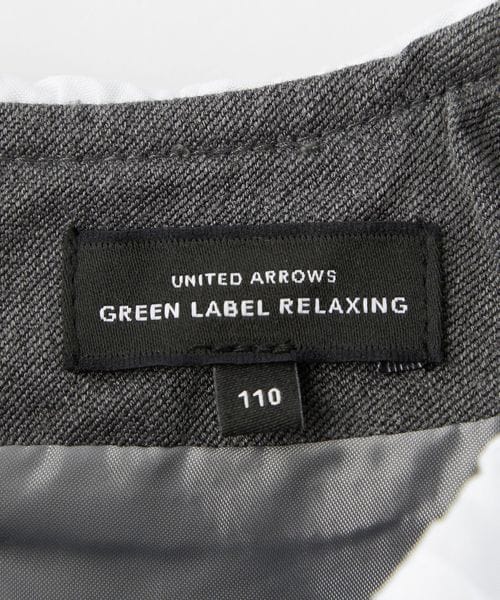 UNITED ARROWS
GREEN LABEL RELAXING
110